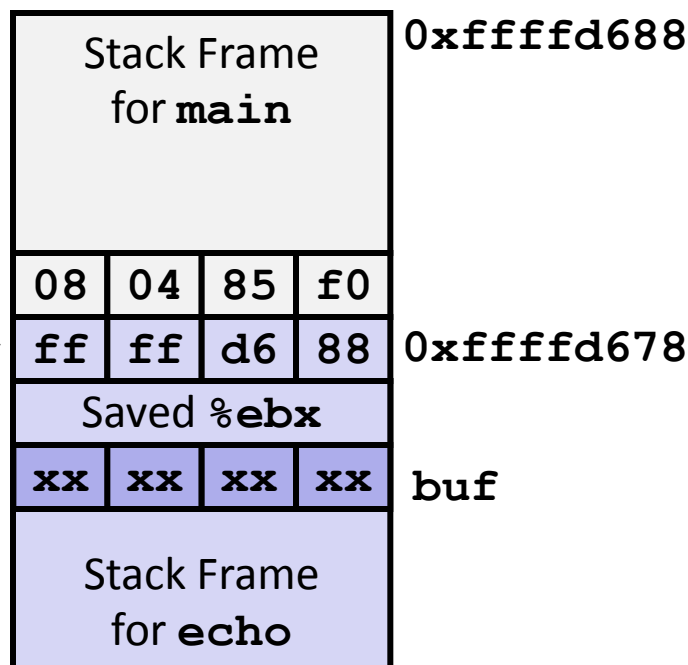 Stack Frame
for main
0xffffd688
08 04 85 f0
ff ff d6 88 0xffffd678
Saved %ebx
xx xx xx xx buf
Stack Frame
for echo